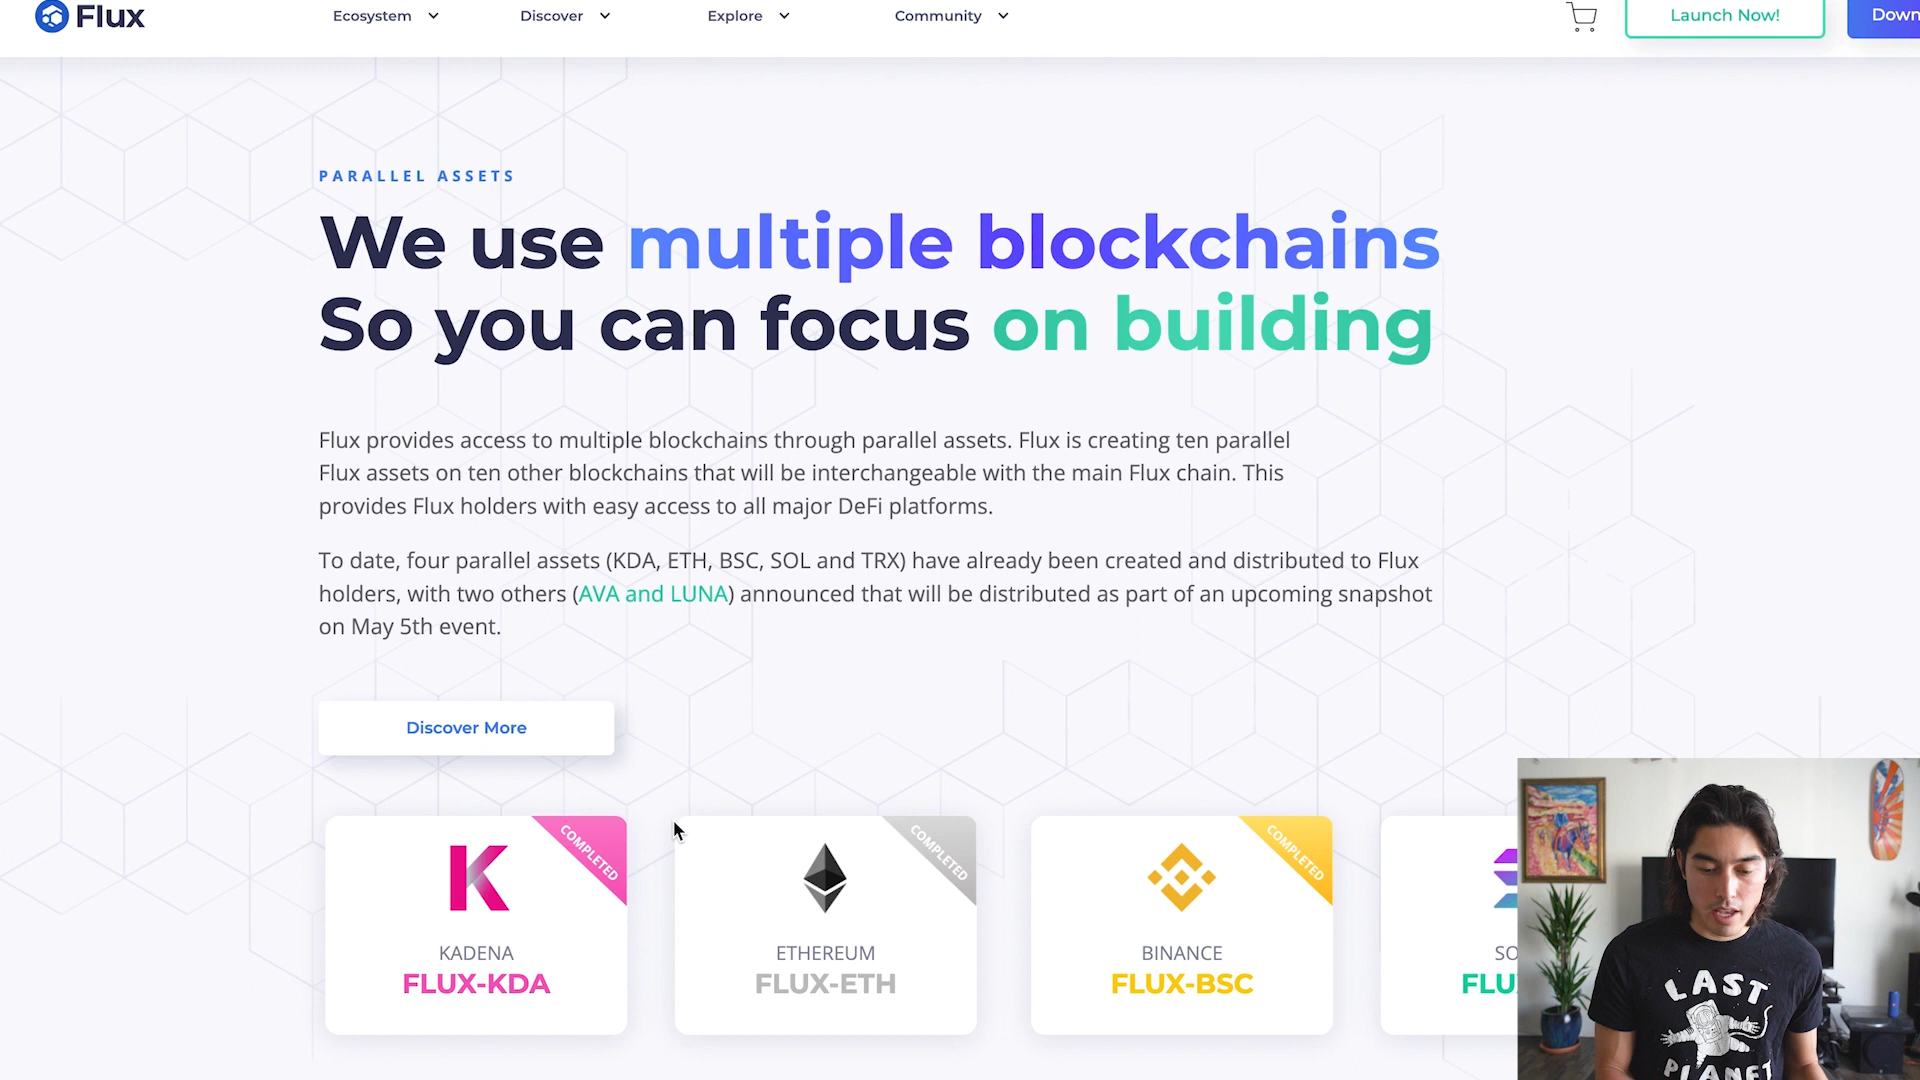 Flux
Ecosystem
Discover
Explore
Community
Launch Now!
Down
PARALLEL ASSETS
We use multiple blockchains
So you can focus on building
Flux provides access to multiple blockchains through parallel assets. Flux is creating ten parallel
Flux assets on ten other blockchains that will be interchangeable with the main Flux chain. This
provides Flux holders with easy access to all major DeFi platforms.
To date, four parallel assets (KDA, ETH, BSC, SOL and TRX) have already been created and distributed to Flux
holders, with two others (AVA and LUNA) announced that will be distributed as part of an upcoming snapshot
on May 5th event.
Discover More
COMPLETED
KADENA
FLUX-KDA
COMPLETED
ETHEREUM
FLUX-ETH
COMPLETED
BINANCE
FLUX-BSC
SO
FLU
LAST
PLANET